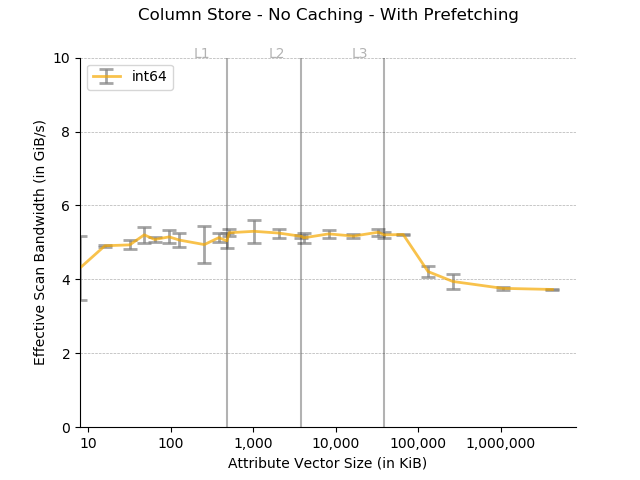 Column Store - No Caching - With Prefetching
L1 L2 L3
int64
10
8
6
4
2
0
Effective Scan Bandwidth (in GiB/s)
10 100 1,000 10,000 100,000 1,000,000
Attribute Vector Size (in KiB)